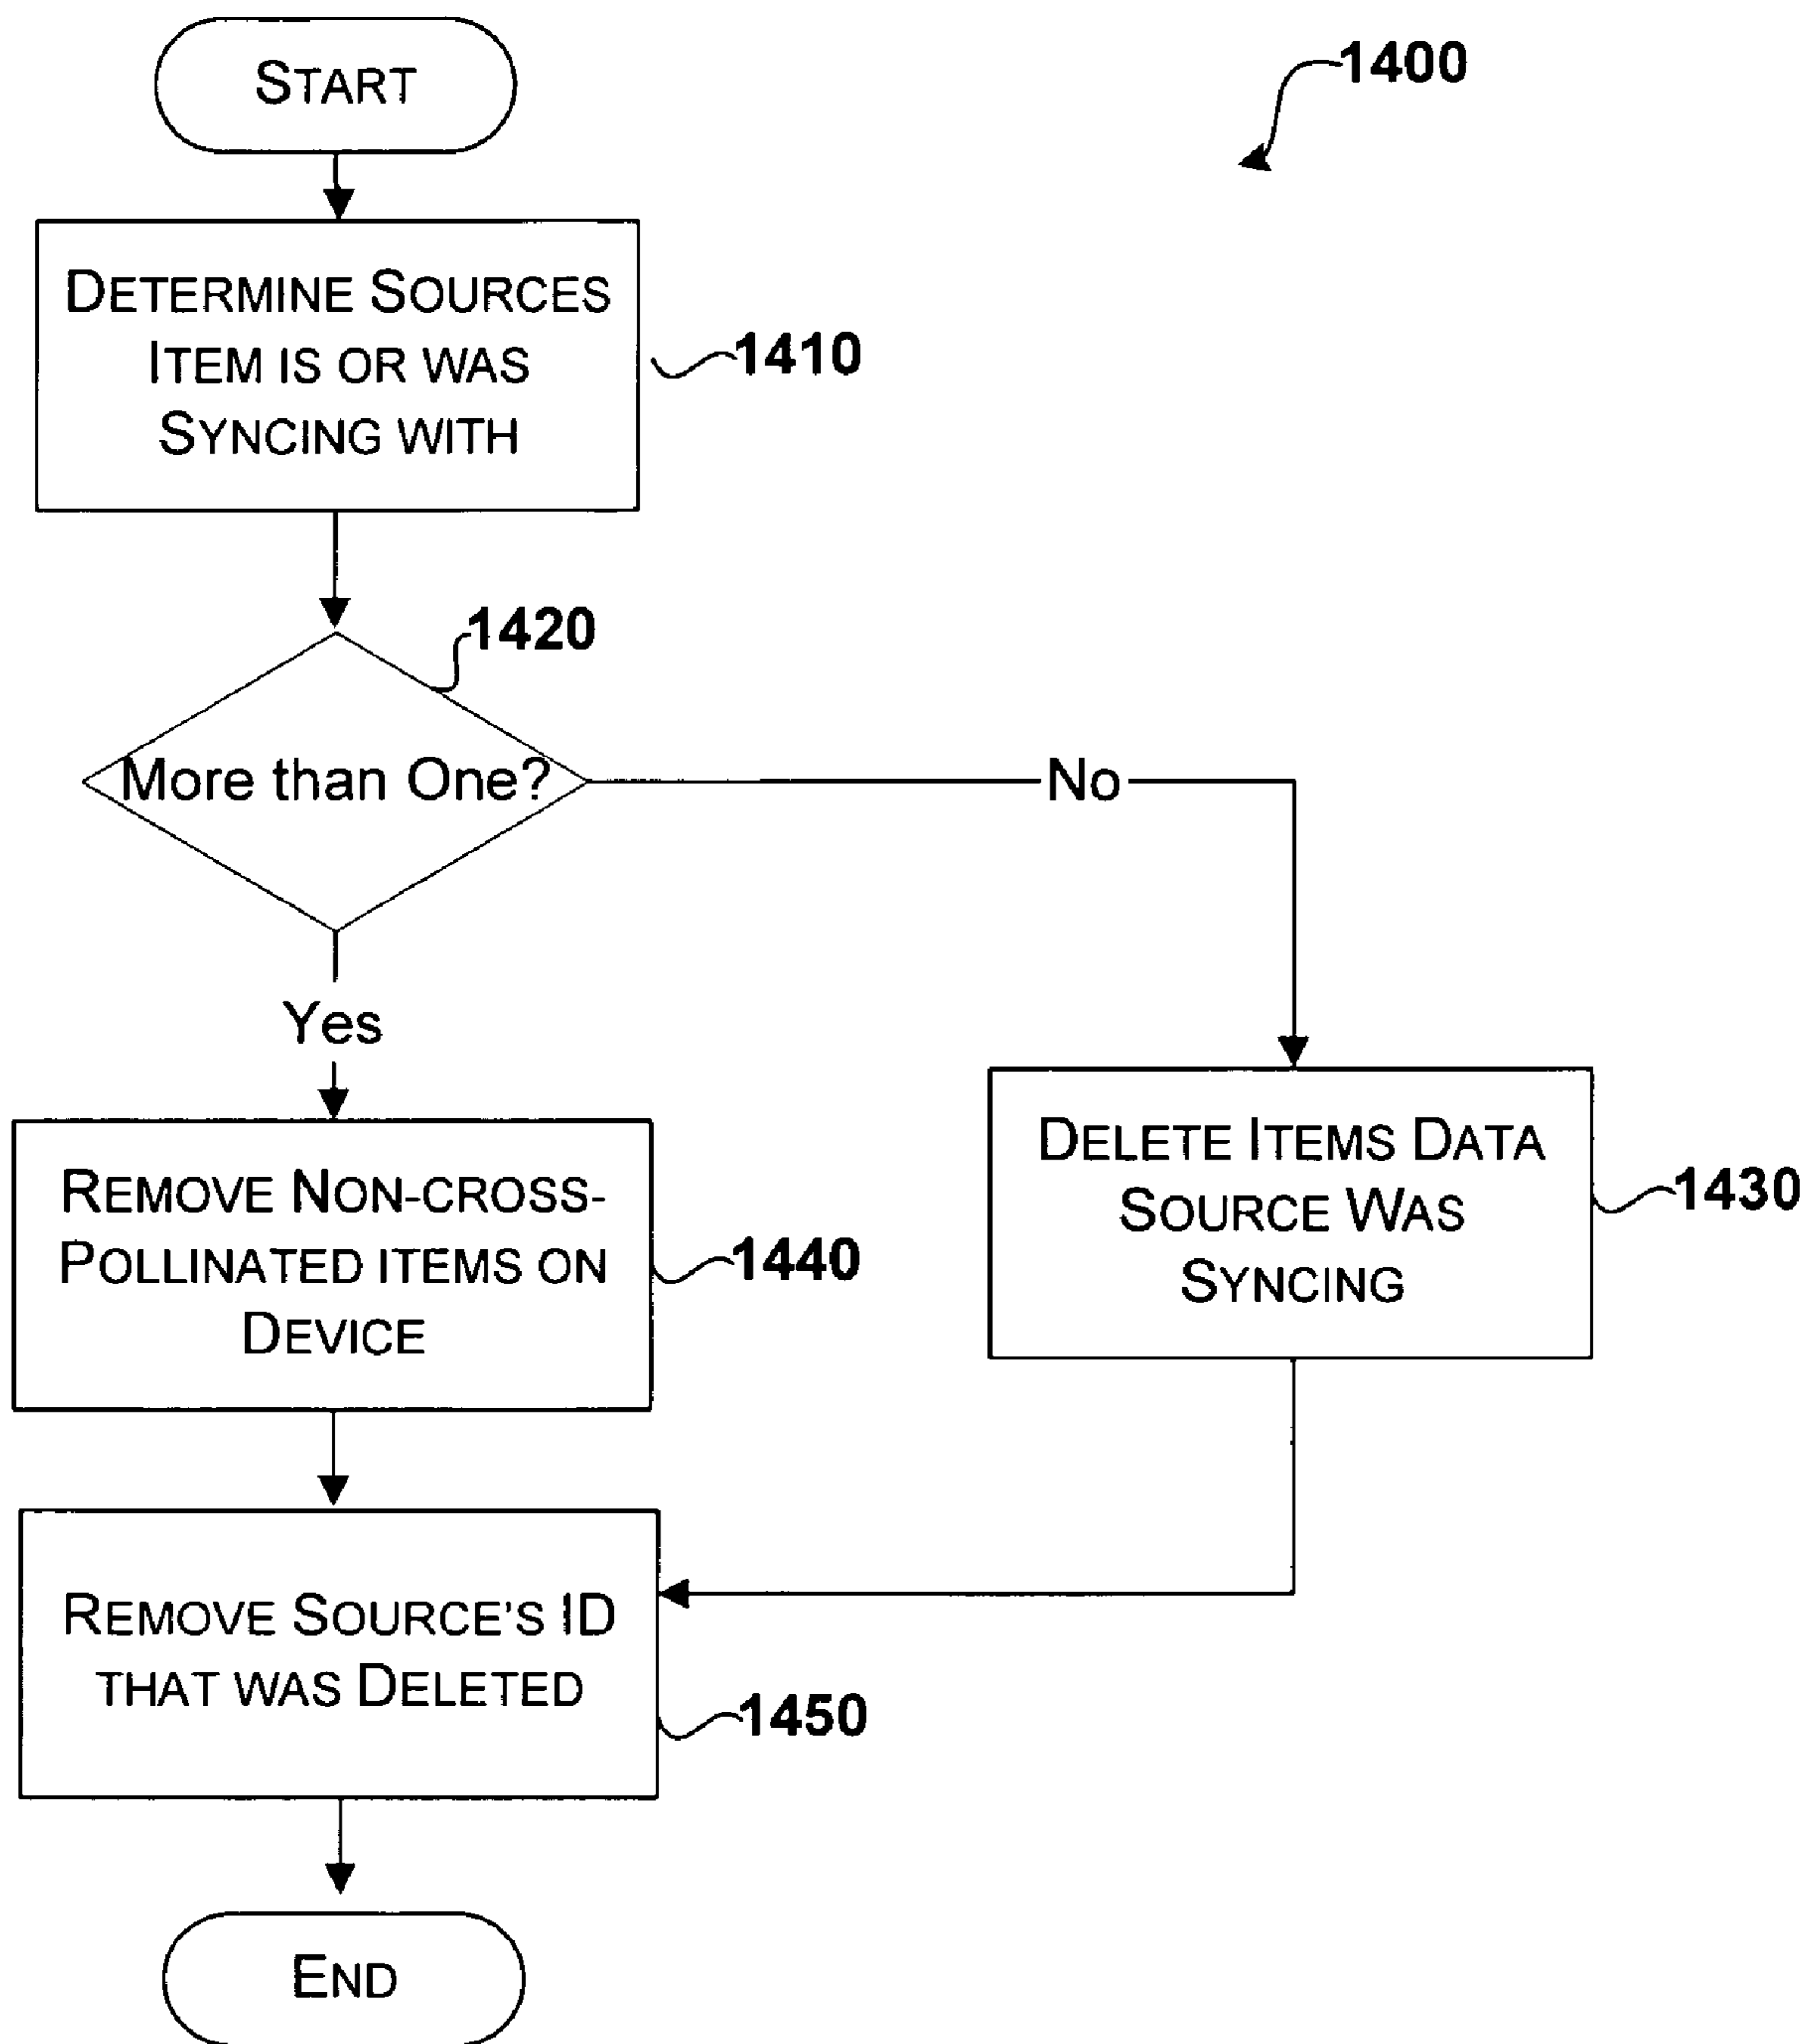 START
1400
DETERMINE SOURCES
ITEM IS OR WAS
SYNCING WITH
1410
1420
More than One?
No
Yes
REMOVE NON-CROSS-
POLLINATED ITEMS ON
DEVICE
1440
DELETE ITEMS DATA
SOURCE WAS
SYNCING
1430
REMOVE SOURCE'S ID
THAT WAS DELETED
1450
END